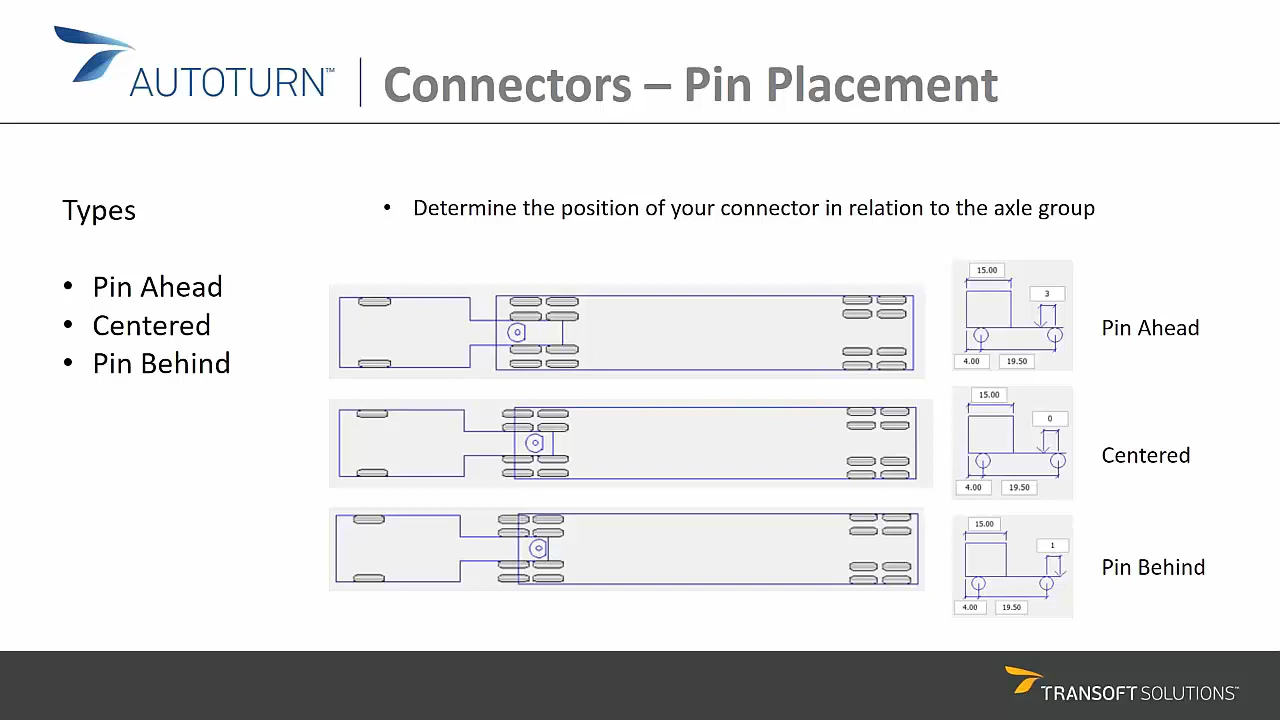 AUTOTURN™
Connectors – Pin Placement
Types
• Pin Ahead
• Centered
• Pin Behind
• Determine the position of your connector in relation to the axle group
15.00
3
4.00 19.50
Pin Ahead
15.00
0
4.00 19.50
Centered
15.00
1
4.00 19.50
Pin Behind
TRANSOFT SOLUTIONS™